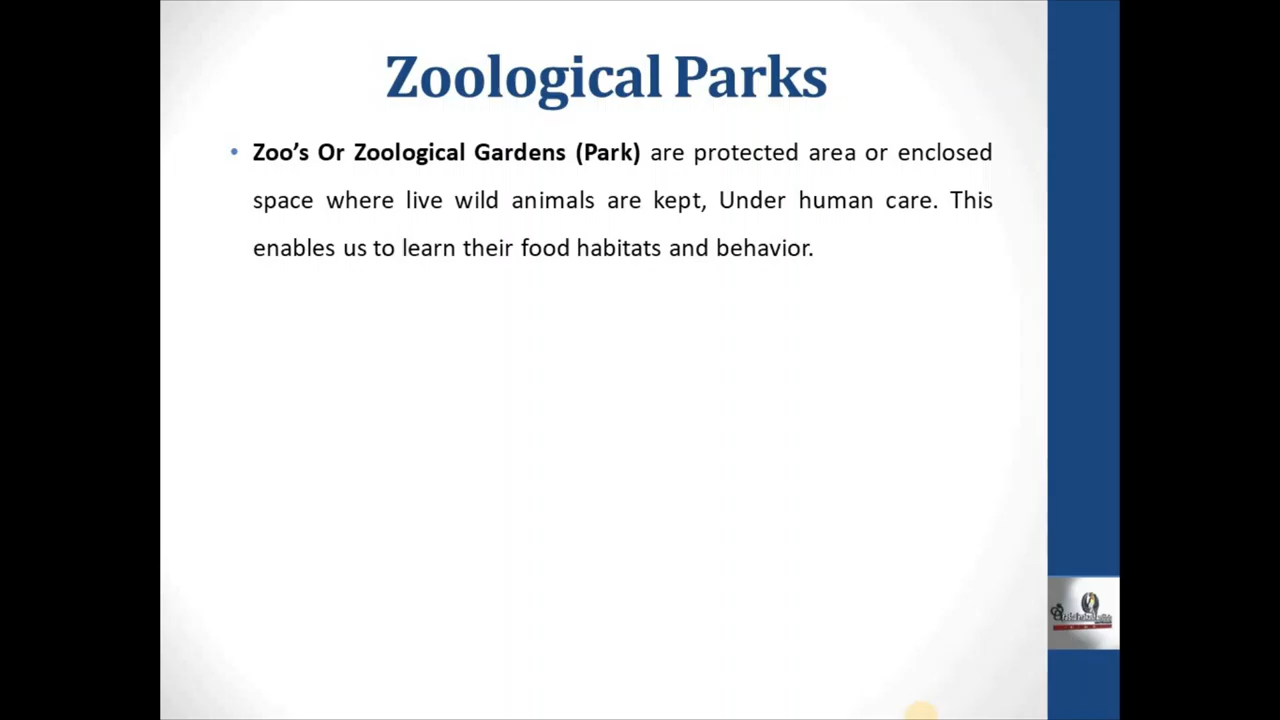 Zoological Parks
• Zoo’s Or Zoological Gardens (Park) are protected area or enclosed
space where live wild animals are kept, Under human care. This
enables us to learn their food habitats and behavior.